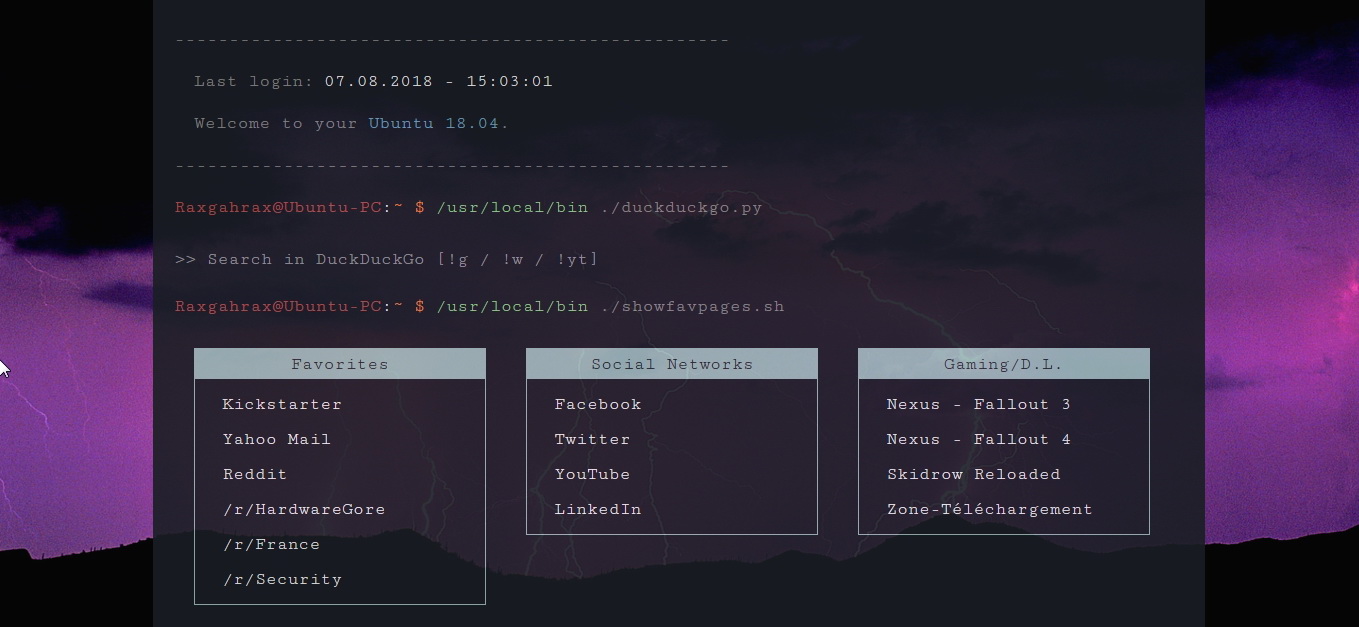 ---------------------------------------------------
Last login: 07.08.2018 - 15:03:01
Welcome to your Ubuntu 18.04.
---------------------------------------------------
Raxgahrax@Ubuntu-PC:~ $ /usr/local/bin ./duckduckgo.py
>> Search in DuckDuckGo [!g / !w / !yt]
Raxgahrax@Ubuntu-PC:~ $ /usr/local/bin ./showfavpages.sh
Favorites
Kickstarter
Yahoo Mail
Reddit
/r/HardwareGore
/r/France
/r/Security
Social Networks
Facebook
Twitter
YouTube
LinkedIn
Gaming/D.L.
Nexus - Fallout 3
Nexus - Fallout 4
Skidrow Reloaded
Zone-Téléchargement